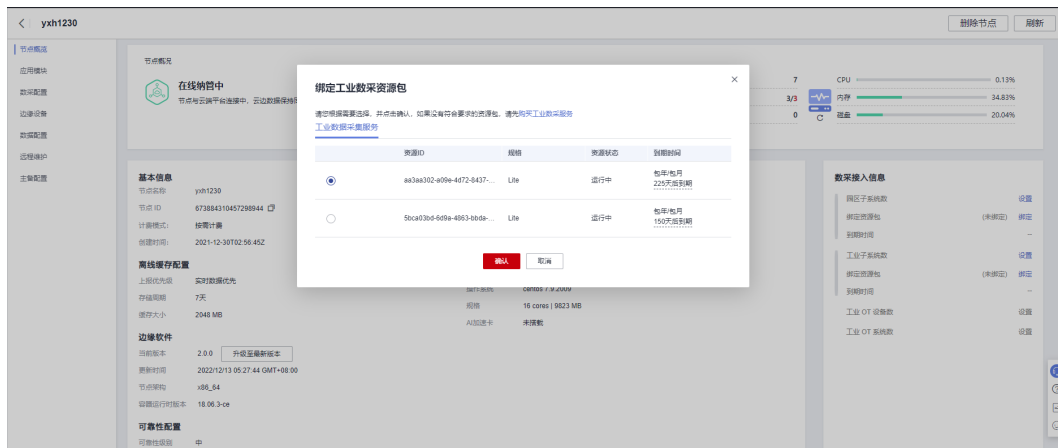 yxh1230
删除节点
刷新
节点概览
应用模块
数采配置
边缘设备
数据配置
远程维护
主备配置
节点概况
在线纳管中
节点与云端平台连接中，云边数据保持同
7
3/3
0
CPU
0.13%
内存
34.83%
磁盘
20.04%
绑定工业数采资源包
请您根据需要选择，并点击确认，如果没有符合要求的资源包，请先购买工业数采服务
工业数据采集服务
资源ID 规格 资源状态 到期时间
aa3aa302-a09e-4d72-8437-... Lite 运行中 包年/包月
225天后到期
5bca03bd-6d9a-4863-bbda-... Lite 运行中 包年/包月
150天后到期
确认
取消
基本信息
节点名称 yxh1230
节点 ID 673884310457298944
计费模式: 按需计费
创建时间: 2021-12-30T02:56:45Z
离线缓存配置
上报优先级 实时数据优先
存储周期 7天
缓存大小 2048 MB
边缘软件
当前版本 2.0.0 升级至最新版本
更新时间 2022/12/13 05:27:44 GMT+08:00
节点架构 x86_64
容器运行时版本 18.06.3-ce
可靠性配置
可靠性级别 中
操作系统 centos 7.9.2009
规格 16 cores | 9823 MB
AI加速卡 未搭载
数采接入信息
园区子系统数 设置
绑定资源包 (未绑定) 绑定
到期时间 --
工业子系统数 设置
绑定资源包 (未绑定) 绑定
到期时间 --
工业 OT 设备数 设置
工业 OT 系统数 设置